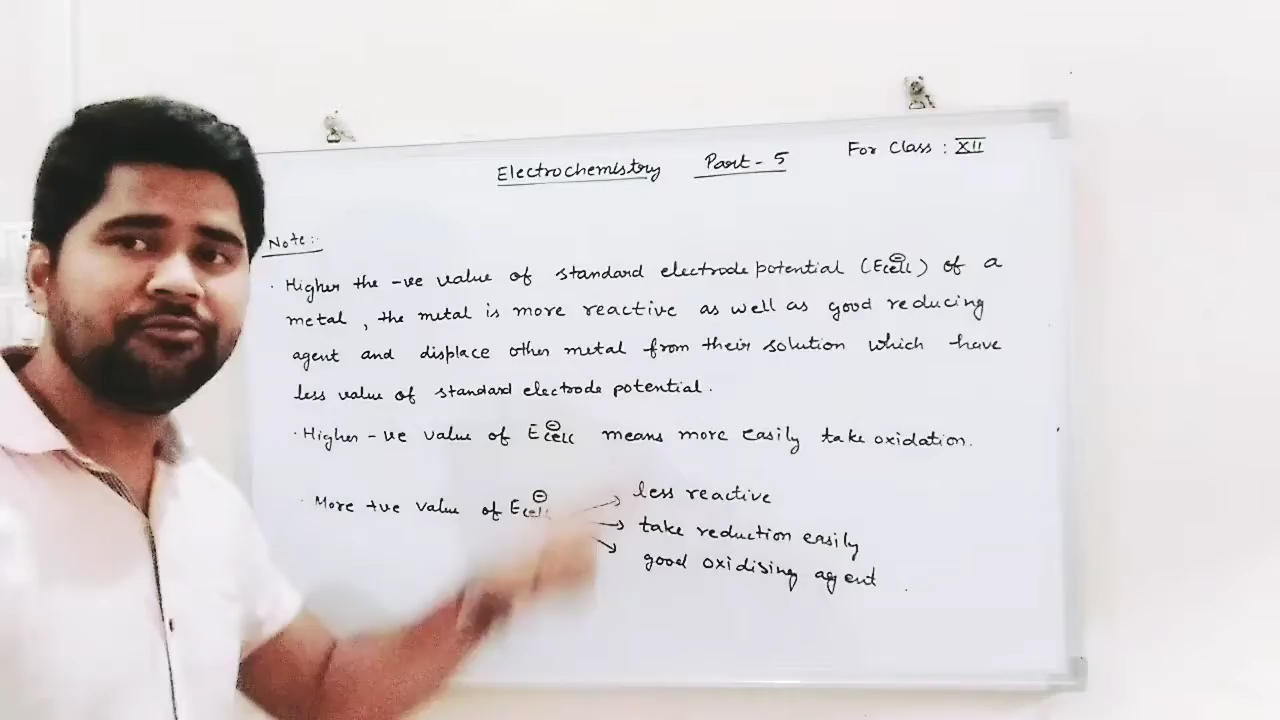 Electrochemistry Part - 5 For Class : XII
Note :-
· Higher the -ve value of standard electrode potential (E⊖cell) of a
metal , the metal is more reactive as well as good reducing
agent and displace other metal from their solution which have
less value of standard electrode potential.
· Higher -ve value of E⊖cell means more easily take oxidation.
· More +ve value of E⊖cell → less reactive
→ take reduction easily
→ good oxidising agent .